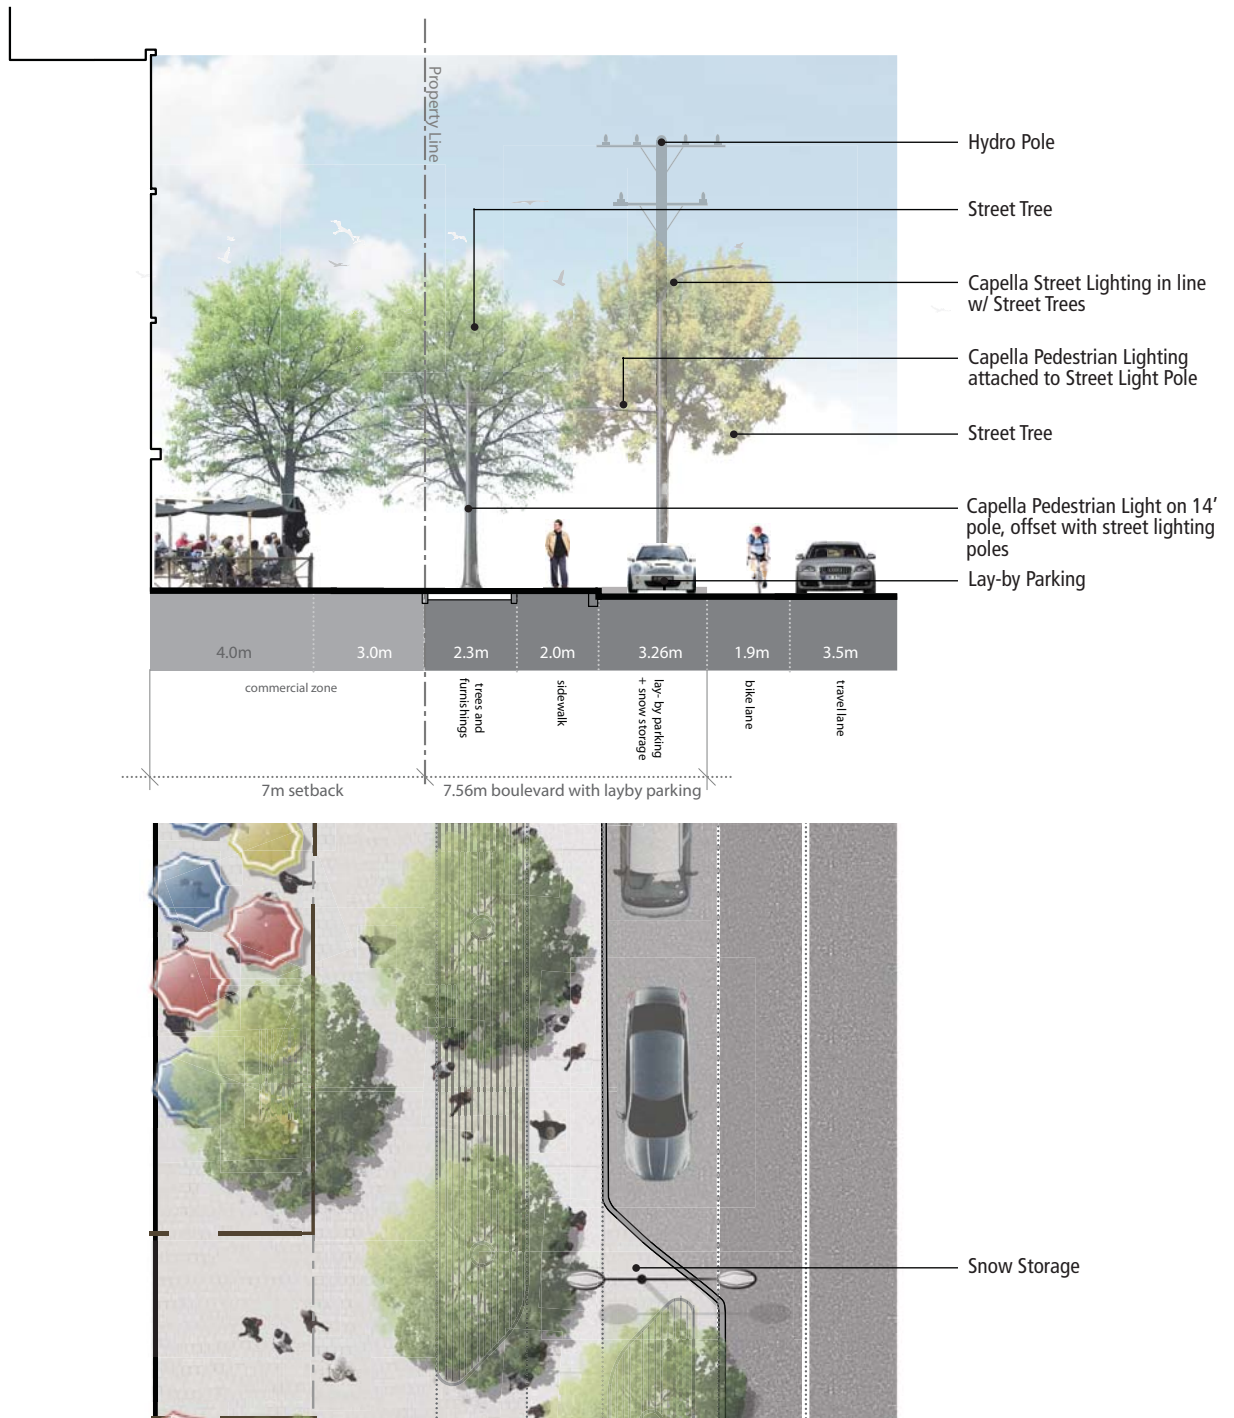 Property Line
Hydro Pole
Street Tree
Capella Street Lighting in line
w/ Street Trees
Capella Pedestrian Lighting
attached to Street Light Pole
Street Tree
Capella Pedestrian Light on 14’
pole, offset with street lighting
poles
Lay-by Parking
4.0m
3.0m
2.3m
2.0m
3.26m
1.9m
3.5m
commercial zone
trees and
furnishings
sidewalk
lay- by parking
+ snow storage
bike lane
travel lane
7m setback
7.56m boulevard with layby parking
Snow Storage